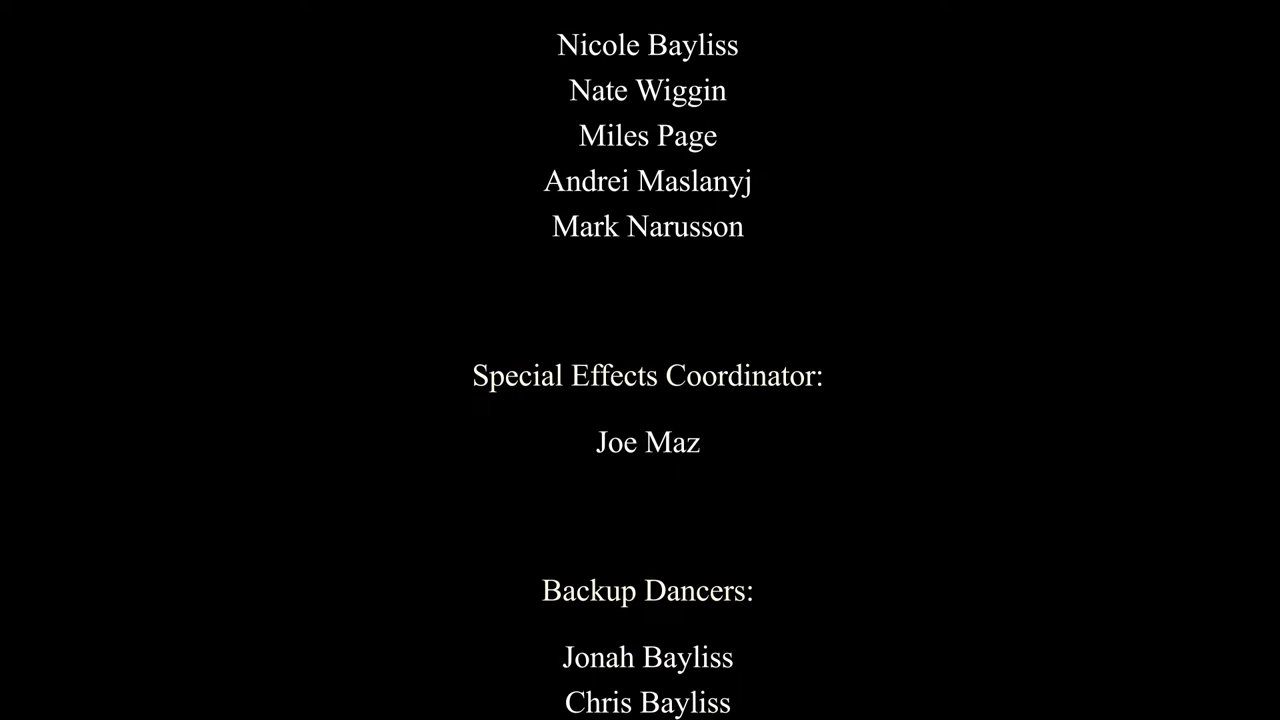 Nicole Bayliss
Nate Wiggin
Miles Page
Andrei Maslanyj
Mark Narusson
Special Effects Coordinator:
Joe Maz
Backup Dancers:
Jonah Bayliss
Chris Bayliss